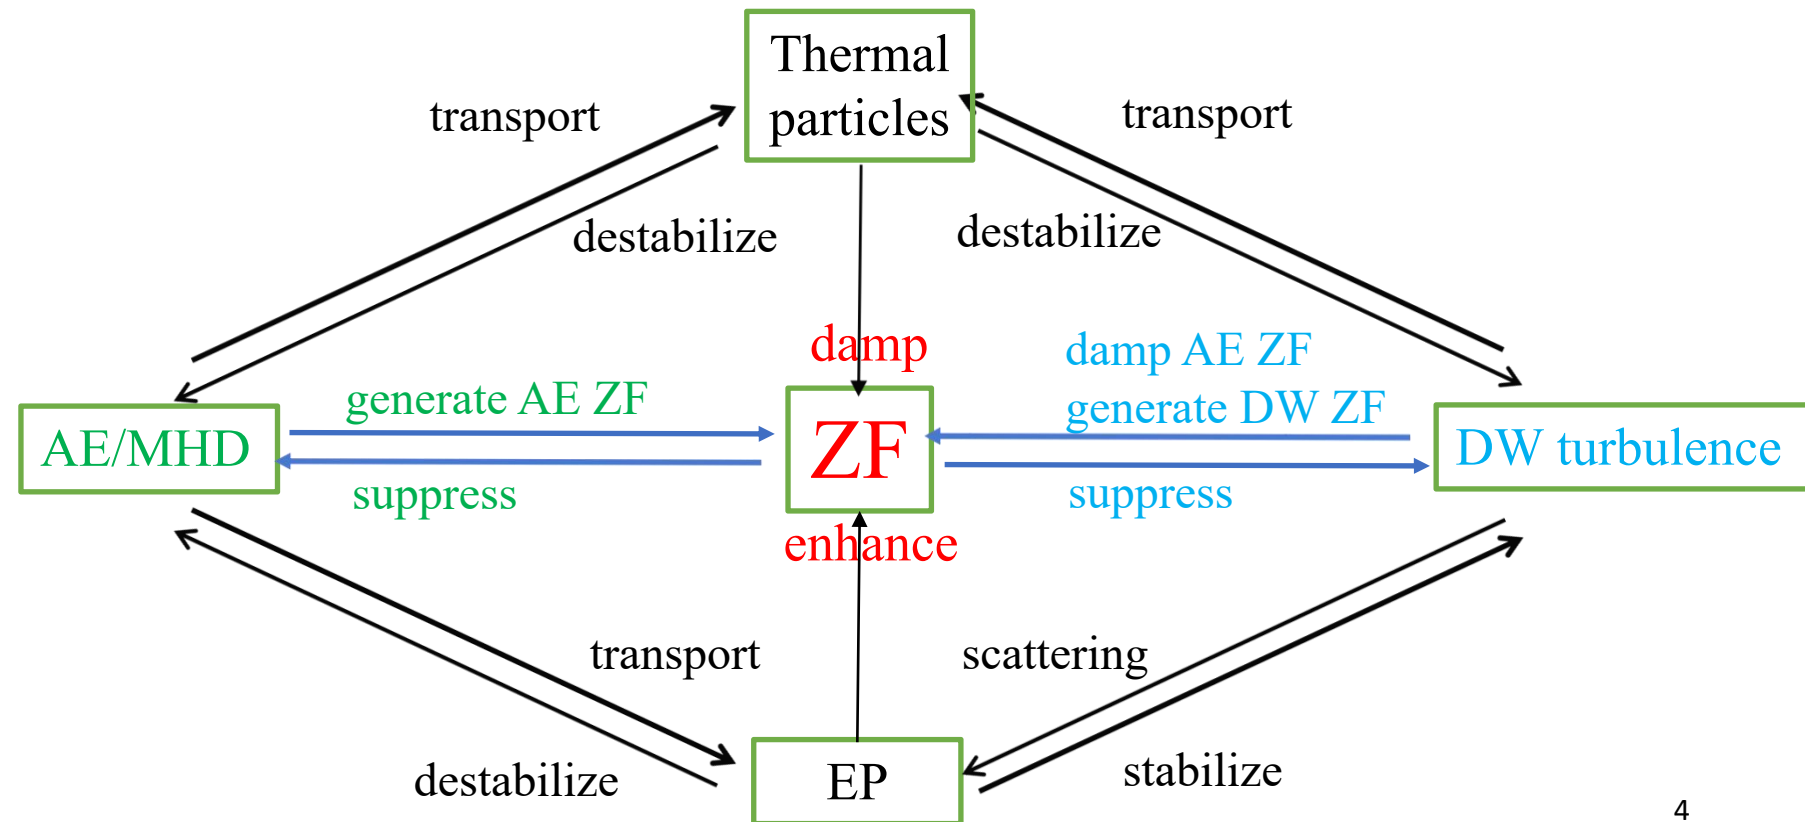 Thermal
particles
transport
transport
destabilize
destabilize
damp
damp AE ZF
generate AE ZF
generate DW ZF
AE/MHD
ZF
DW turbulence
suppress
suppress
enhance
transport
scattering
destabilize
EP
stabilize
4